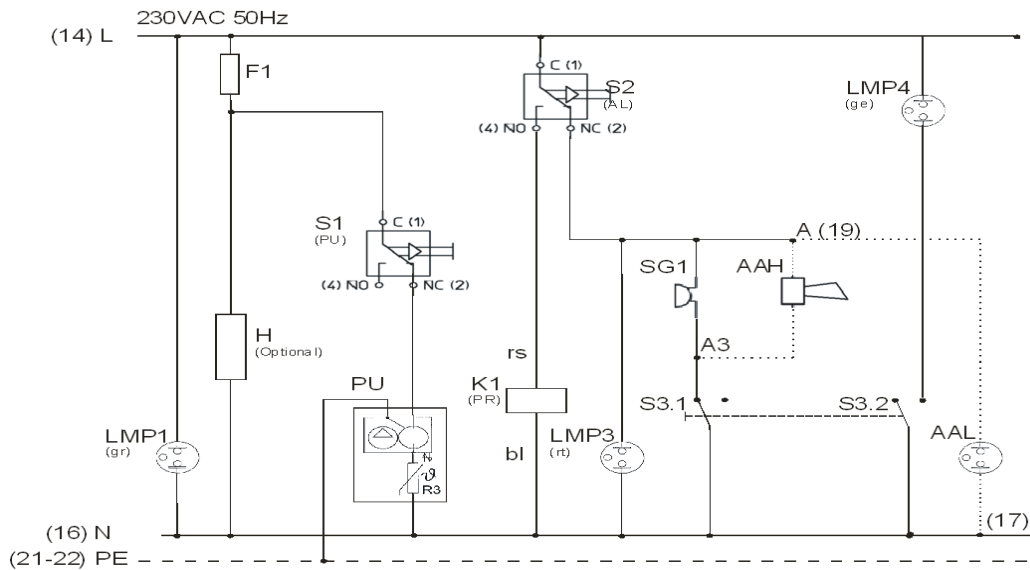 230VAC 50Hz
(14) L
F1
C (1)
S2
(AL)
LMP4
(ge)
(4) NO
NC (2)
C (1)
S1
(PU)
A (19)
SG1
AAH
(4) NO
NC (2)
H
(Optional)
rs
A3
PU
K1
(PR)
S3.1
S3.2
LMP1
(gr)
bl
LMP3
(rt)
AAL
ϑ
R3
(16) N
(17)
(21-22) PE